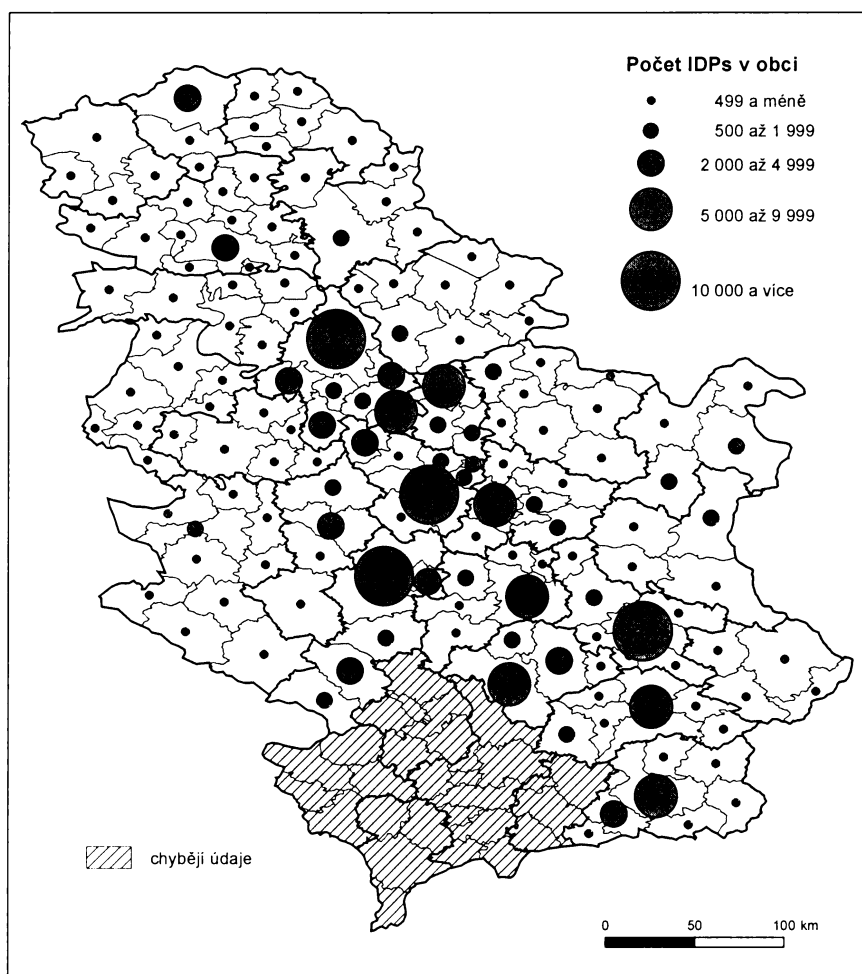 Počet IDPs v obci
499 a méně
500 až 1 999
2 000 až 4 999
5 000 až 9 999
10 000 a více
chybějí údaje
0 50 100 km